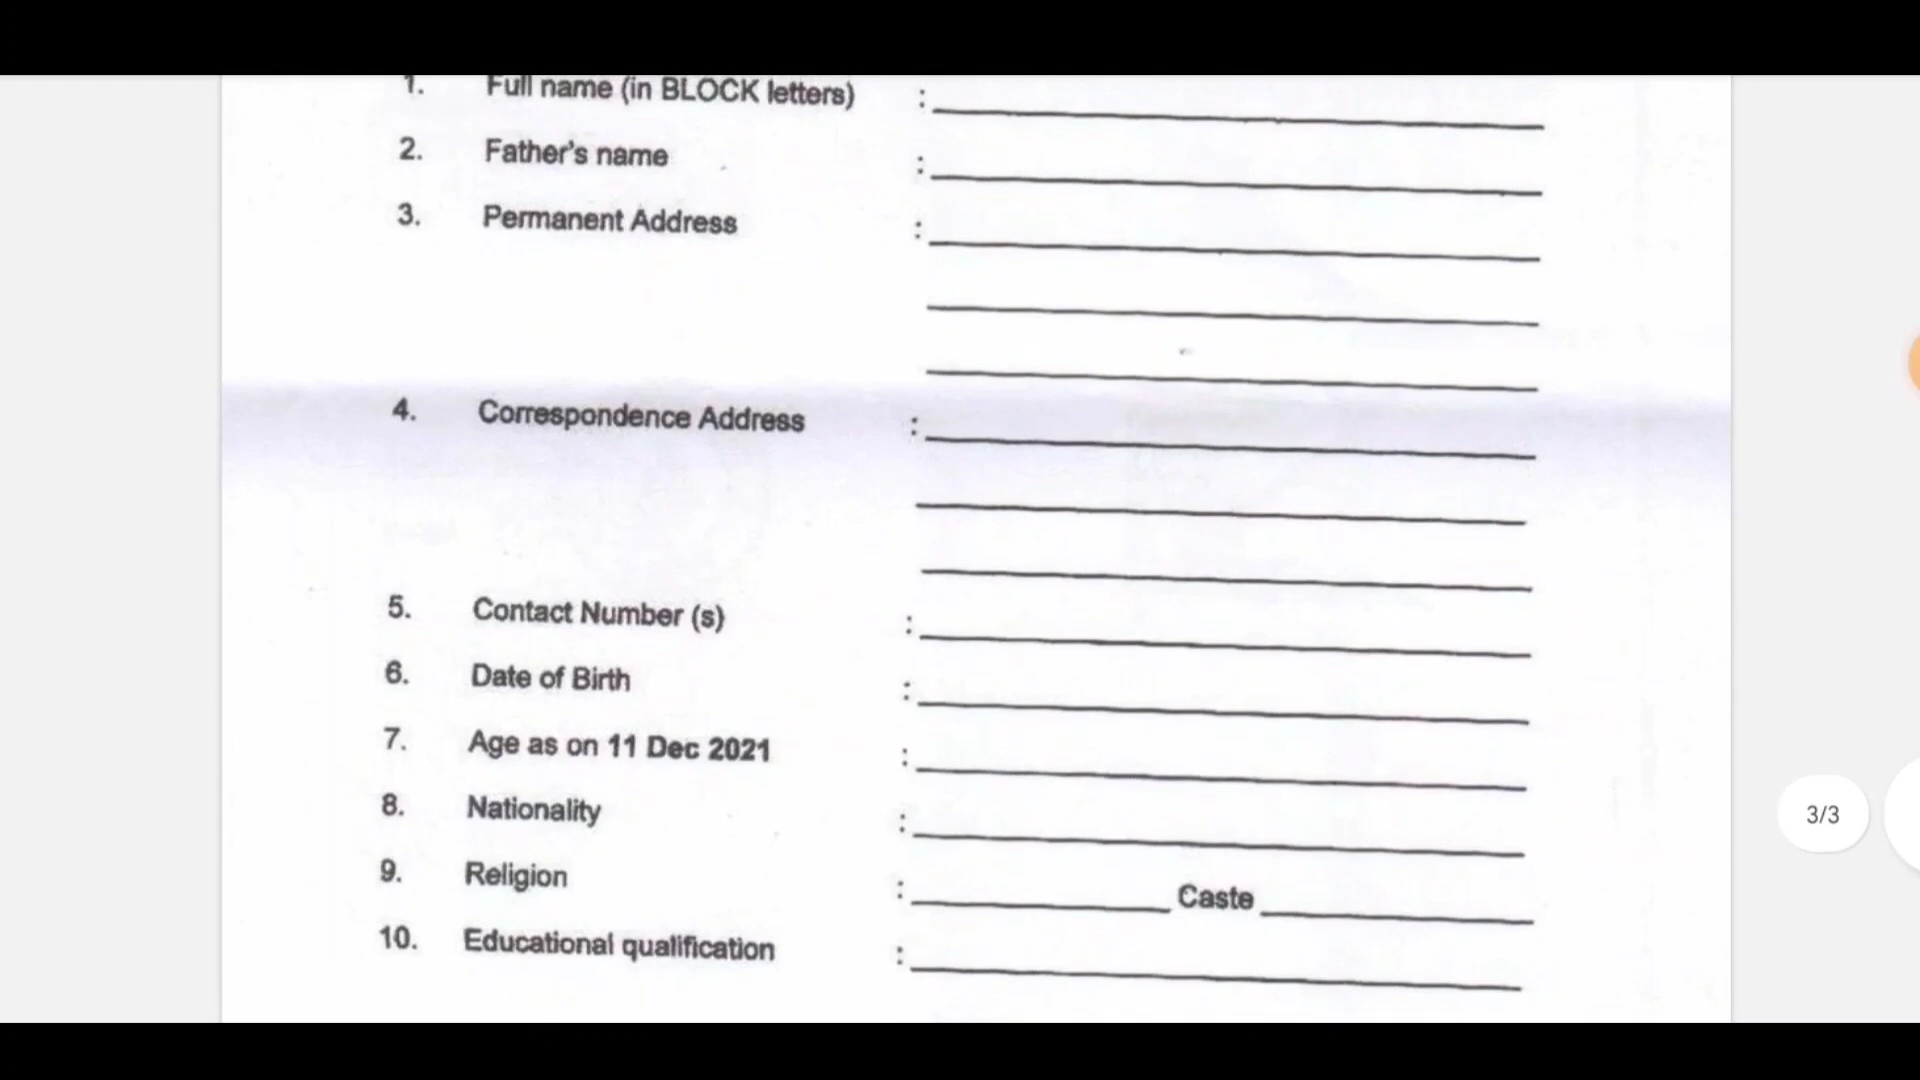 1. Full name (in BLOCK letters) :
2. Father's name :
3. Permanent Address :
4. Correspondence Address :
5. Contact Number (s) :
6. Date of Birth :
7. Age as on 11 Dec 2021 :
8. Nationality :
9. Religion : Caste
3/3
10. Educational qualification :